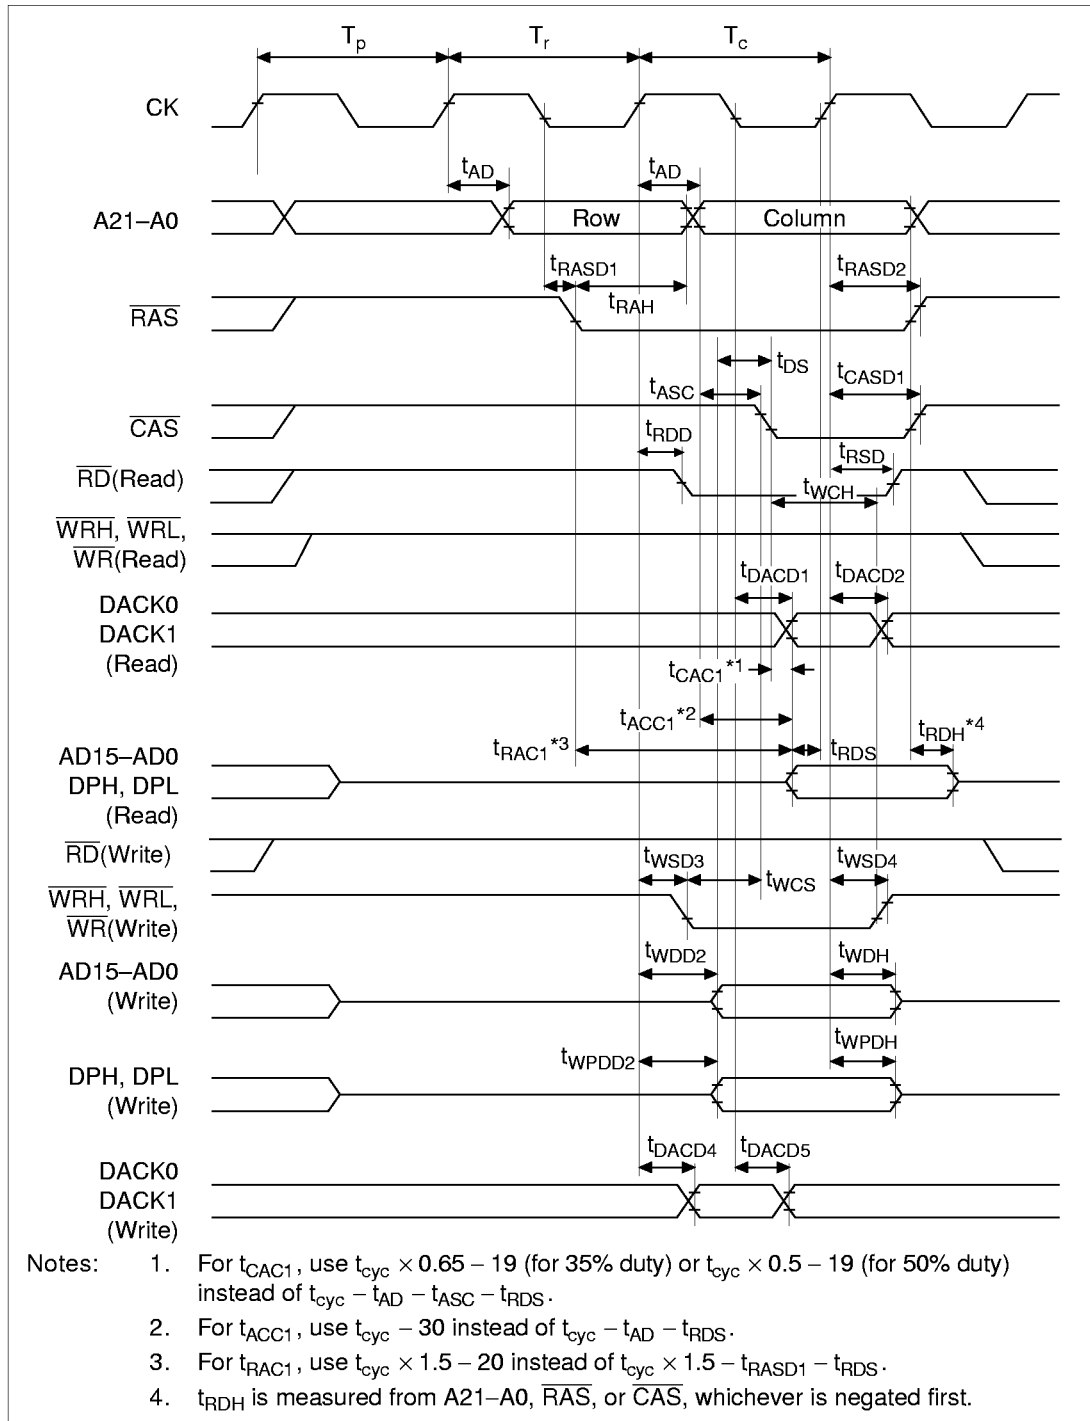 Tp Tr Tc
CK
tAD tAD
A21–A0 Row Column
tRASD1 tRASD2
RAS tRAH
tDS
tASC tCASD1
CAS
tRDD tRSD
RD(Read) tWCH
WRH, WRL,
WR(Read)
tDACD1 tDACD2
DACK0
DACK1
(Read)
tCAC1*1
tACC1*2
tRAC1*3 tRDS tRDH*4
AD15–AD0
DPH, DPL
(Read)
RD(Write)
tWSD3 tWCS tWSD4
WRH, WRL,
WR(Write)
tWDD2 tWDH
AD15–AD0
(Write)
tWPDD2 tWPDH
DPH, DPL
(Write)
tDACD4 tDACD5
DACK0
DACK1
(Write)
Notes: 1. For tCAC1, use tcyc × 0.65 – 19 (for 35% duty) or tcyc × 0.5 – 19 (for 50% duty)
instead of tcyc – tAD – tASC – tRDS.
2. For tACC1, use tcyc – 30 instead of tcyc – tAD – tRDS.
3. For tRAC1, use tcyc × 1.5 – 20 instead of tcyc × 1.5 – tRASD1 – tRDS.
4. tRDH is measured from A21–A0, RAS, or CAS, whichever is negated first.